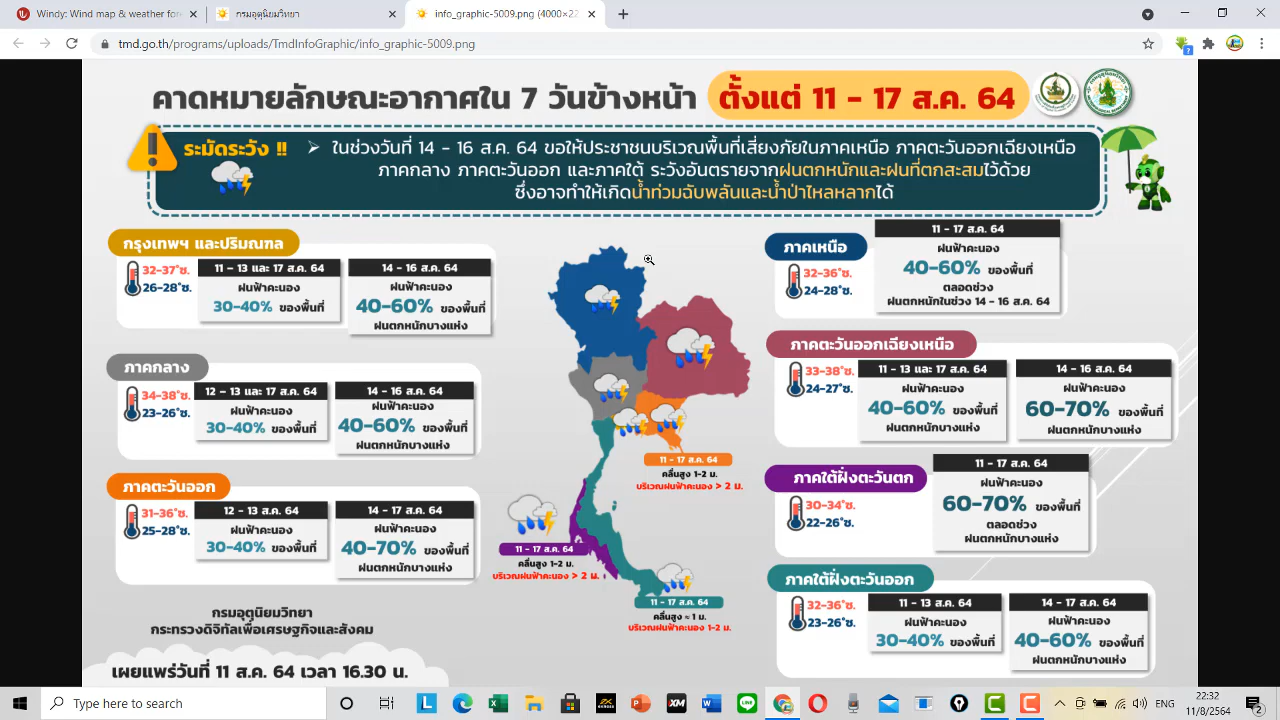 Windy: Wind map & weather fo
กรมอุตุนิยมวิทยา
info_graphic-5009.png (4000×22
tmd.go.th/programs/uploads/TmdInfoGraphic/info_graphic-5009.png
คาดหมายลักษณะอากาศใน 7 วันข้างหน้า ตั้งแต่ 11 - 17 ส.ค. 64
ระมัดระวัง !! ➢ ในช่วงวันที่ 14 - 16 ส.ค. 64 ขอให้ประชาชนบริเวณพื้นที่เสี่ยงภัยในภาคเหนือ ภาคตะวันออกเฉียงเหนือ
ภาคกลาง ภาคตะวันออก และภาคใต้ ระวังอันตรายจากฝนตกหนักและฝนที่ตกสะสมไว้ด้วย
ซึ่งอาจทำให้เกิดน้ำท่วมฉับพลันและน้ำป่าไหลหลากได้
กรุงเทพฯ และปริมณฑล
32-37°ซ.
26-28°ซ.
11 - 13 และ 17 ส.ค. 64
ฝนฟ้าคะนอง
30-40% ของพื้นที่
14 - 16 ส.ค. 64
ฝนฟ้าคะนอง
40-60% ของพื้นที่
ฝนตกหนักบางแห่ง
ภาคกลาง
34-38°ซ.
23-26°ซ.
12 - 13 และ 17 ส.ค. 64
ฝนฟ้าคะนอง
30-40% ของพื้นที่
14 - 16 ส.ค. 64
ฝนฟ้าคะนอง
40-60% ของพื้นที่
ฝนตกหนักบางแห่ง
ภาคตะวันออก
31-36°ซ.
25-28°ซ.
12 - 13 ส.ค. 64
ฝนฟ้าคะนอง
30-40% ของพื้นที่
14 - 17 ส.ค. 64
ฝนฟ้าคะนอง
40-70% ของพื้นที่
ฝนตกหนักบางแห่ง
11 - 17 ส.ค. 64
คลื่นสูง 1-2 ม.
บริเวณฝนฟ้าคะนอง > 2 ม.
11 - 17 ส.ค. 64
คลื่นสูง 1-2 ม.
บริเวณฝนฟ้าคะนอง > 2 ม.
11 - 17 ส.ค. 64
คลื่นสูง ≈ 1 ม.
บริเวณฝนฟ้าคะนอง 1-2 ม.
ภาคเหนือ
32-36°ซ.
24-28°ซ.
11 - 17 ส.ค. 64
ฝนฟ้าคะนอง
40-60% ของพื้นที่
ตลอดช่วง
ฝนตกหนักในช่วง 14 - 16 ส.ค. 64
ภาคตะวันออกเฉียงเหนือ
33-38°ซ.
24-27°ซ.
11 - 13 และ 17 ส.ค. 64
ฝนฟ้าคะนอง
40-60% ของพื้นที่
ฝนตกหนักบางแห่ง
14 - 16 ส.ค. 64
ฝนฟ้าคะนอง
60-70% ของพื้นที่
ฝนตกหนักบางแห่ง
ภาคใต้ฝั่งตะวันตก
30-34°ซ.
22-26°ซ.
11 - 17 ส.ค. 64
ฝนฟ้าคะนอง
60-70% ของพื้นที่
ตลอดช่วง
ฝนตกหนักบางแห่ง
ภาคใต้ฝั่งตะวันออก
32-36°ซ.
23-26°ซ.
11 - 13 ส.ค. 64
ฝนฟ้าคะนอง
30-40% ของพื้นที่
14 - 17 ส.ค. 64
ฝนฟ้าคะนอง
40-60% ของพื้นที่
ฝนตกหนักบางแห่ง
กรมอุตุนิยมวิทยา
กระทรวงดิจิทัลเพื่อเศรษฐกิจและสังคม
เผยแพร่วันที่ 11 ส.ค. 64 เวลา 16.30 น.
Type here to search
22:32
11/8/2564